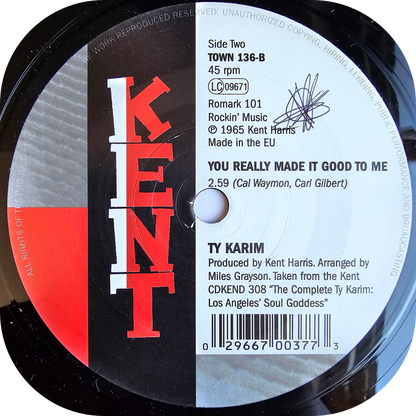 ALL RIGHTS OF THE
WORK REPRODUCED RESERVED. UNAUTHORIZED COPYING, HIRING, LENDING, PUBLIC PERFORMANCE AND BROADCASTING
KENT
Side Two
TOWN 136-B
45 rpm
LC 09671
Romark 101
Rockin' Music
℗ 1965 Kent Harris
Made in the EU
YOU REALLY MADE IT GOOD TO ME
2.59 (Cal Waymon, Carl Gilbert)
TY KARIM
Produced by Kent Harris. Arranged by
Miles Grayson. Taken from the Kent
CDKEND 308 "The Complete Ty Karim:
Los Angeles' Soul Goddess"
0 29667 00377 3